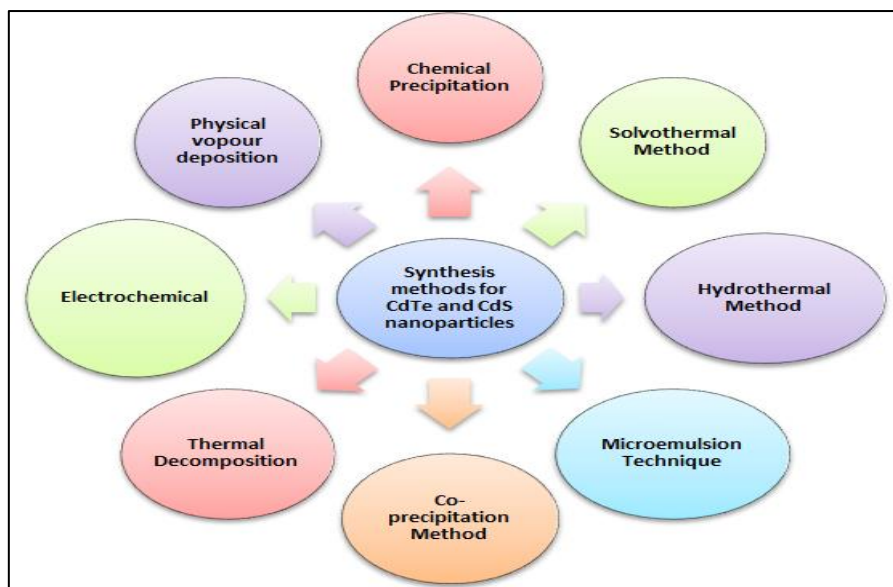 Chemical
Precipitation
Physical
vopour
deposition
Solvothermal
Method
Electrochemical
Synthesis
methods for
CdTe and CdS
nanoparticles
Hydrothermal
Method
Thermal
Decomposition
Microemulsion
Technique
Co-
precipitation
Method